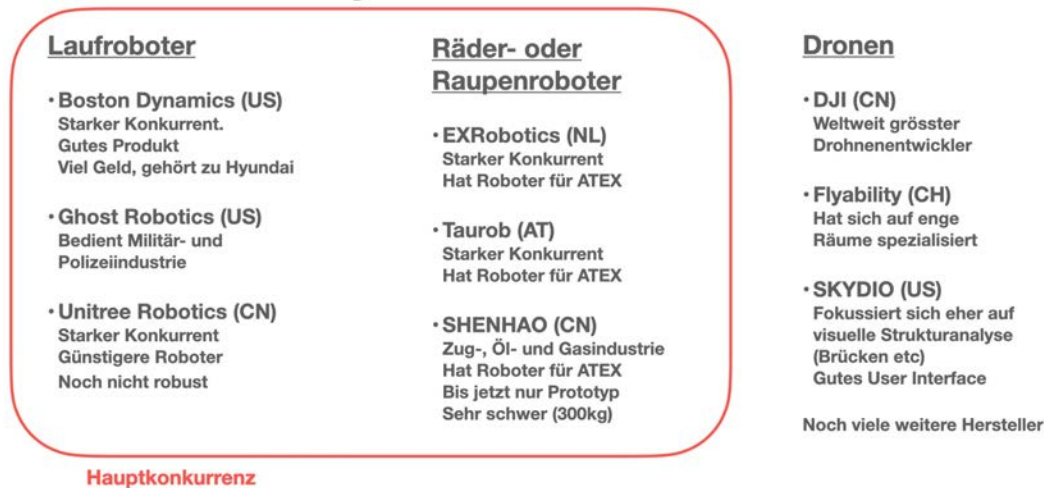 Laufroboter
• Boston Dynamics (US)
Starker Konkurrent.
Gutes Produkt
Viel Geld, gehört zu Hyundai
• Ghost Robotics (US)
Bedient Militär- und
Polizeiindustrie
• Unitree Robotics (CN)
Starker Konkurrent
Günstigere Roboter
Noch nicht robust
Räder- oder
Raupenroboter
• EXRobotics (NL)
Starker Konkurrent
Hat Roboter für ATEX
• Taurob (AT)
Starker Konkurrent
Hat Roboter für ATEX
• SHENHAO (CN)
Zug-, Öl- und Gasindustrie
Hat Roboter für ATEX
Bis jetzt nur Prototyp
Sehr schwer (300kg)
Dronen
• DJI (CN)
Weltweit grösster
Drohnenentwickler
• Flyability (CH)
Hat sich auf enge
Räume spezialisiert
• SKYDIO (US)
Fokussiert sich eher auf
visuelle Strukturanalyse
(Brücken etc)
Gutes User Interface
Noch viele weitere Hersteller
Hauptkonkurrenz